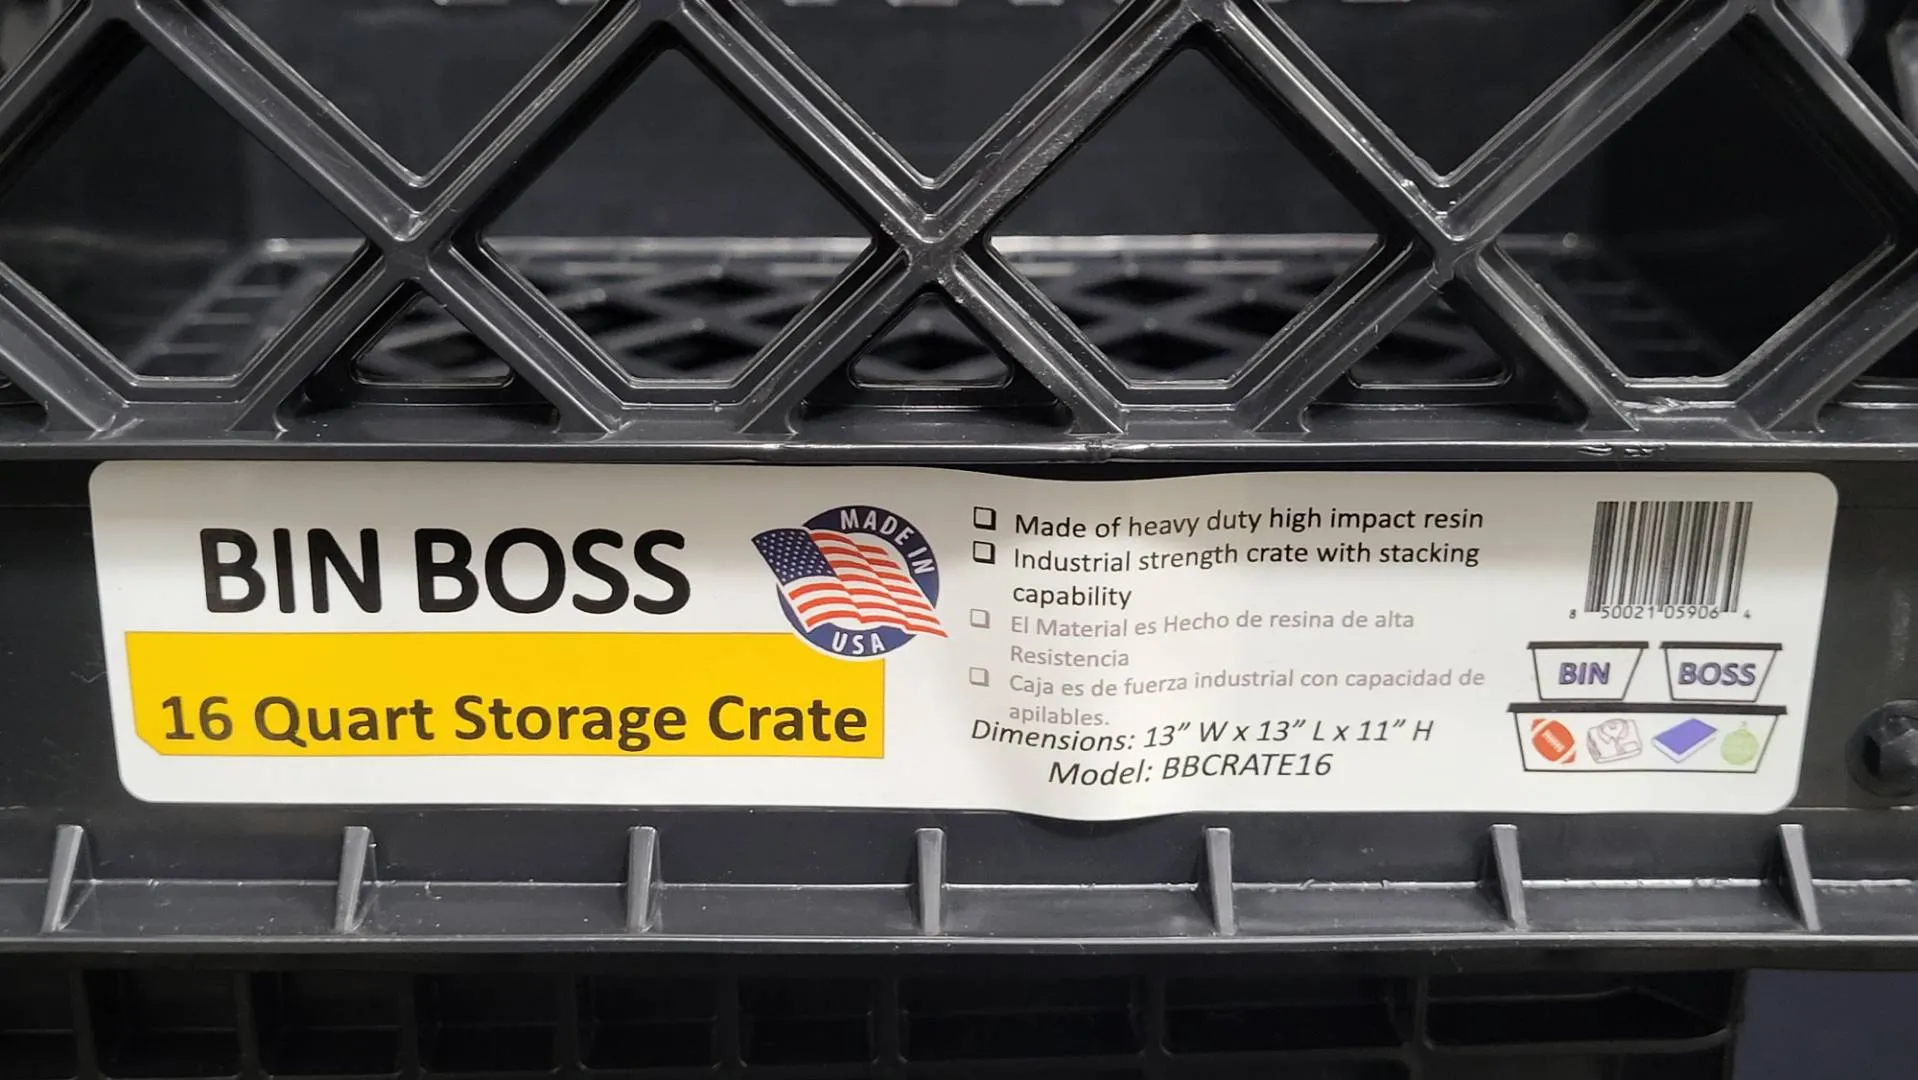 BIN BOSS
16 Quart Storage Crate
MADE IN
USA
Made of heavy duty high impact resin
Industrial strength crate with stacking
capability
El Material es Hecho de resina de alta
Resistencia
Caja es de fuerza industrial con capacidad de
apilables.
Dimensions: 13” W x 13” L x 11” H
Model: BBCRATE16
8 50021 05906 4
BIN BOSS